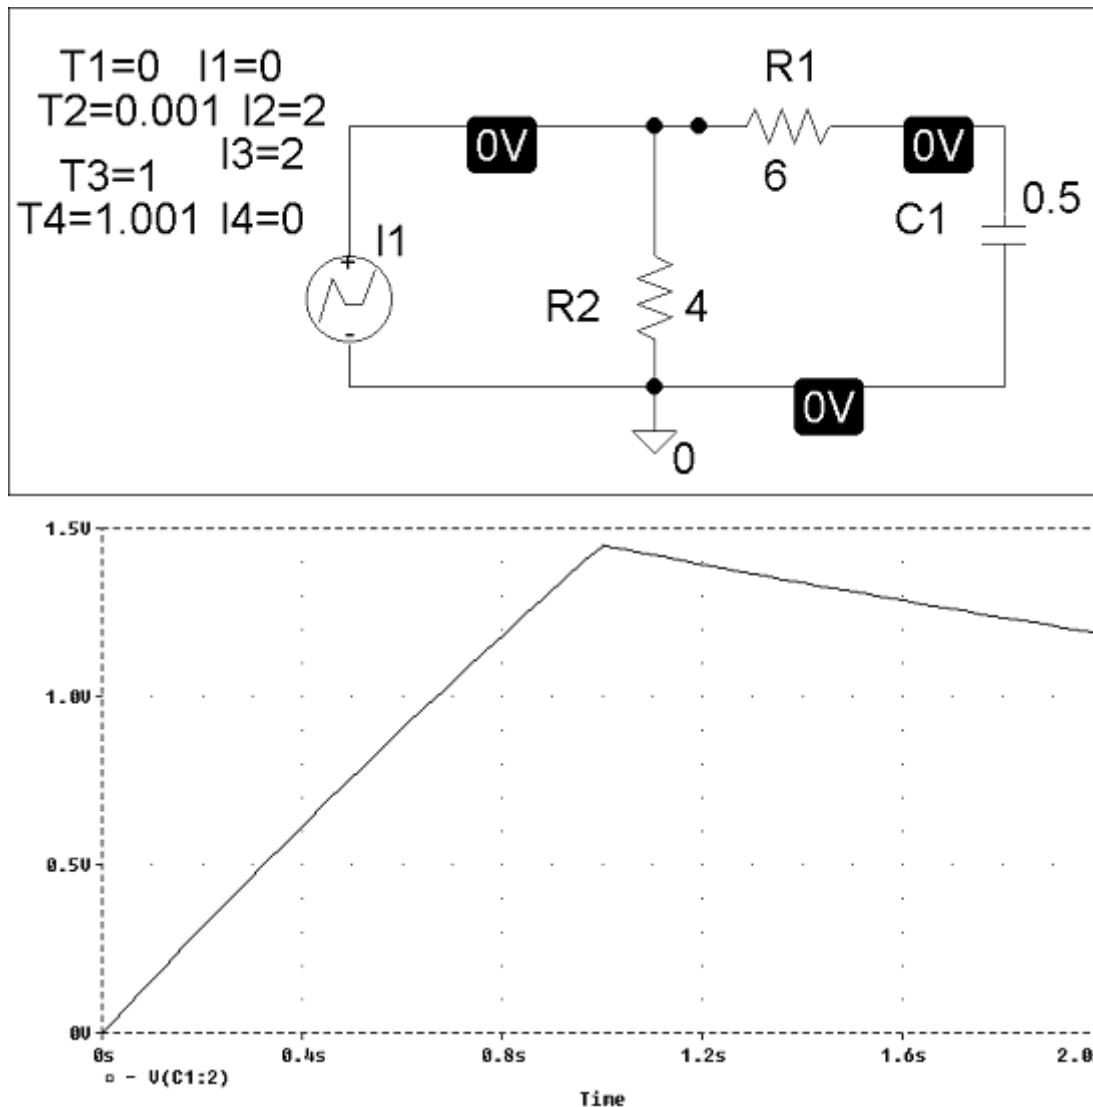 T1=0 I1=0
T2=0.001 I2=2
I3=2
T3=1
T4=1.001 I4=0
I1
+
-
R1
6
0V
0V
C1
0.5
R2
4
0V
0
1.5V
1.0V
0.5V
0V
0s 0.4s 0.8s 1.2s 1.6s 2.0
▫ - V(C1:2)
Time